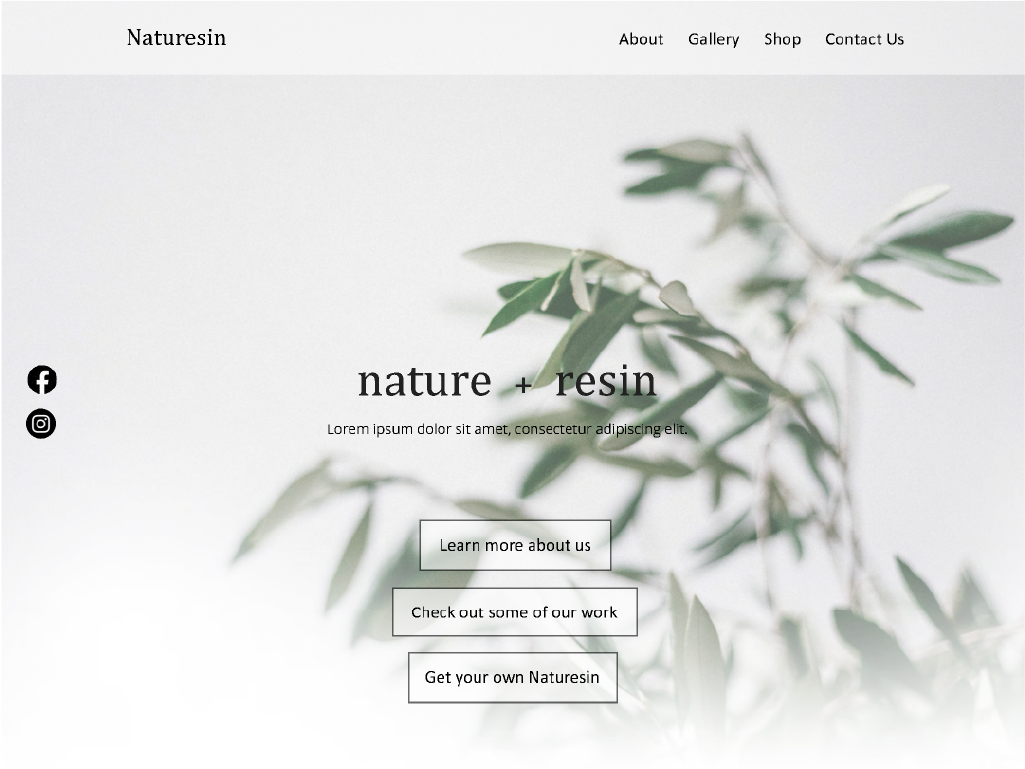 Naturesin
About Gallery Shop Contact Us
nature + resin
Lorem ipsum dolor sit amet, consectetur adipiscing elit.
Learn more about us
Check out some of our work
Get your own Naturesin